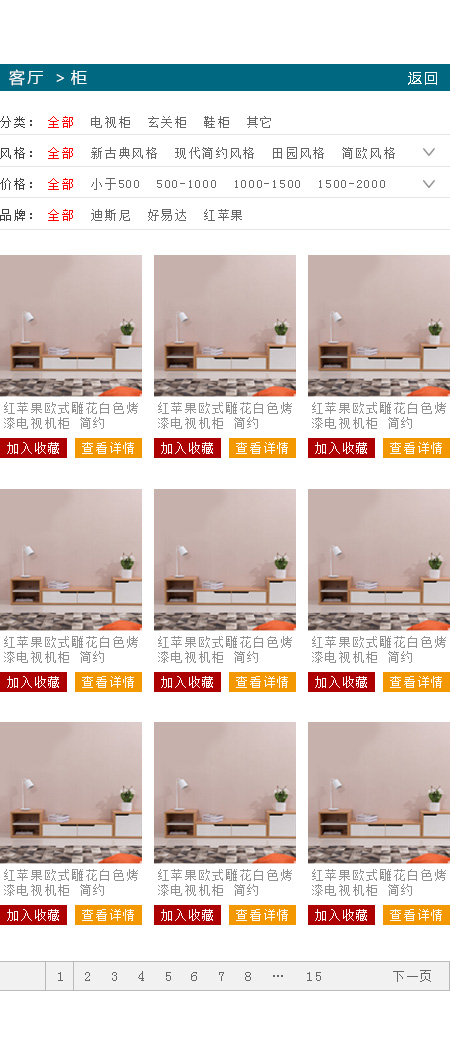 客厅 >柜 返回
分类: 全部 电视柜 玄关柜 鞋柜 其它
风格: 全部 新古典风格 现代简约风格 田园风格 简欧风格
价格: 全部 小于500 500-1000 1000-1500 1500-2000
品牌: 全部 迪斯尼 好易达 红苹果
红苹果欧式雕花白色烤 红苹果欧式雕花白色烤 红苹果欧式雕花白色烤
漆电视机柜 简约 漆电视机柜 简约 漆电视机柜 简约
加入收藏 查看详情 加入收藏 查看详情 加入收藏 查看详情
红苹果欧式雕花白色烤 红苹果欧式雕花白色烤 红苹果欧式雕花白色烤
漆电视机柜 简约 漆电视机柜 简约 漆电视机柜 简约
加入收藏 查看详情 加入收藏 查看详情 加入收藏 查看详情
红苹果欧式雕花白色烤 红苹果欧式雕花白色烤 红苹果欧式雕花白色烤
漆电视机柜 简约 漆电视机柜 简约 漆电视机柜 简约
加入收藏 查看详情 加入收藏 查看详情 加入收藏 查看详情
1 2 3 4 5 6 7 8 … 15 下一页